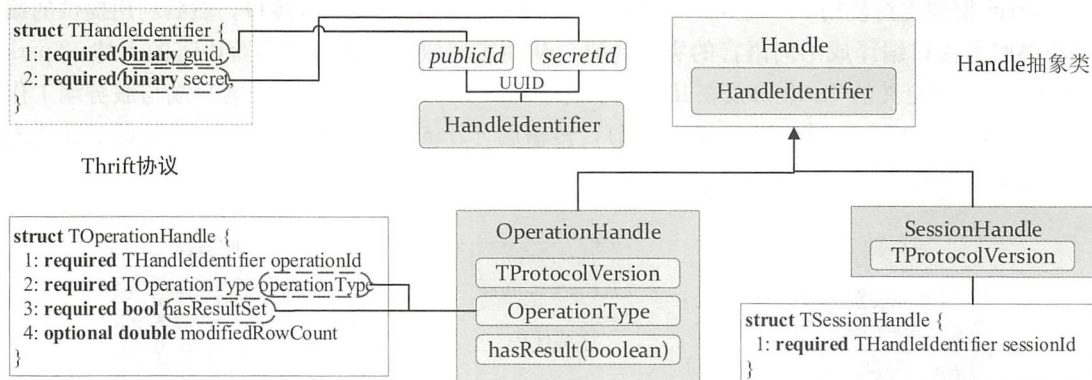 struct THandleIdentifier {
1: required binary guid,
2: required binary secret,
}
publicId
secretId
UUID
HandleIdentifier
Handle
HandleIdentifier
Handle抽象类
Thrift协议
struct TOperationHandle {
1: required THandleIdentifier operationId
2: required TOperationType operationType
3: required bool hasResultSet
4: optional double modifiedRowCount
}
OperationHandle
TProtocolVersion
OperationType
hasResult(boolean)
SessionHandle
TProtocolVersion
struct TSessionHandle {
1: required THandleIdentifier sessionId
}